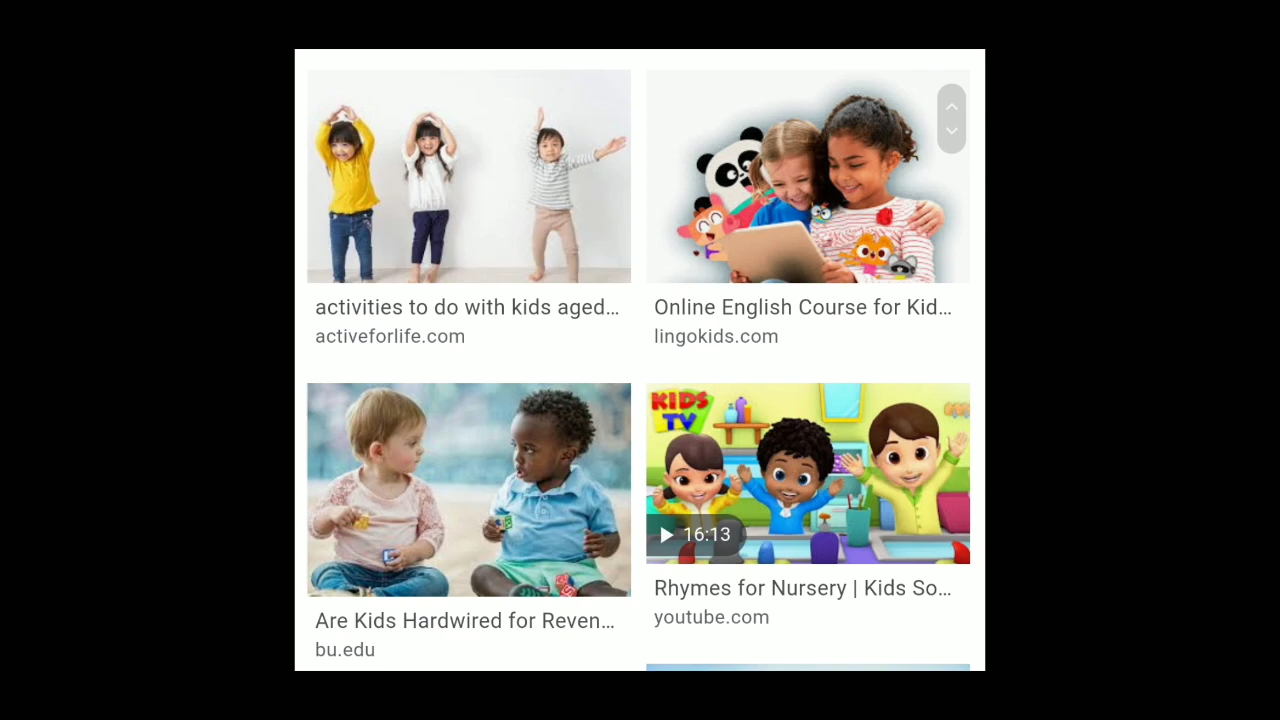 activities to do with kids aged...
activeforlife.com
Online English Course for Kid...
lingokids.com
KIDS
TV
16:13
Are Kids Hardwired for Reven...
bu.edu
Rhymes for Nursery | Kids So...
youtube.com